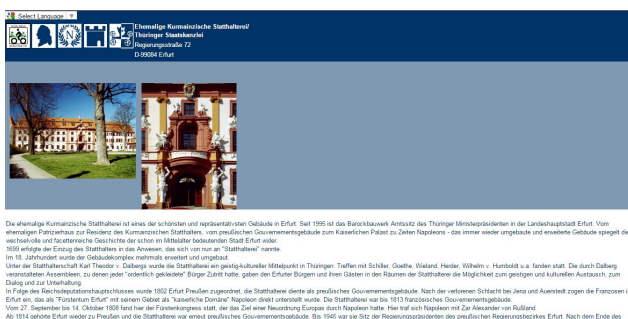 Select Language ▼
Ehemalige Kurmainzische Statthalterei/
Thüringer Staatskanzlei
Regierungsstraße 72
D-99084 Erfurt
Die ehemalige Kurmainzische Statthalterei ist eines der schönsten und repräsentativsten Gebäude in Erfurt. Seit 1995 ist das Barockbauwerk Amtssitz des Thüringer Ministerpräsidenten in der Landeshauptstadt Erfurt. Vom
ehemaligen Patrizierhaus zur Residenz des Kurmainzischen Statthalters, vom preußischen Gouvernementsgebäude zum Kaiserlichen Palast zu Zeiten Napoleons - das immer wieder umgebaute und erweiterte Gebäude spiegelt die
wechselvolle und facettenreiche Geschichte der schon im Mittelalter bedeutenden Stadt Erfurt wider.
1699 erfolgte der Einzug des Statthalters in das Anwesen, das sich von nun an "Statthalterei" nannte.
Im 18. Jahrhundert wurde der Gebäudekomplex mehrmals erweitert und umgebaut.
Unter der Statthalterschaft Karl Theodor v. Dalbergs wurde die Statthalterei ein geistig-kultureller Mittelpunkt in Thüringen: Treffen mit Schiller, Goethe, Wieland, Herder, Wilhelm v. Humboldt u.a. fanden statt. Die durch Dalberg
veranstalteten Assembleen, zu denen jeder "ordentlich gekleidete" Bürger Zutritt hatte, gaben den Erfurter Bürgern und ihren Gästen in den Räumen der Statthalterei die Möglichkeit zum geistigen und kulturellen Austausch, zum
Dialog und zur Unterhaltung.
In Folge des Reichsdeputationshauptschlusses wurde 1802 Erfurt Preußen zugeordnet, die Statthalterei diente als preußisches Gouvernementsgebäude. Nach der verlorenen Schlacht bei Jena und Auerstedt zogen die Franzosen i
Erfurt ein, das als "Fürstentum Erfurt" mit seinem Gebiet als "kaiserliche Domäne" Napoleon direkt unterstellt wurde. Die Statthalterei war bis 1813 französisches Gouvernementsgebäude.
Vom 27. September bis 14. Oktober 1808 fand hier der Fürstenkongress statt, der das Ziel einer Neuordnung Europas durch Napoleon hatte. Hier traf sich Napoleon mit Zar Alexander von Rußland.
Ab 1814 gehörte Erfurt wieder zu Preußen und die Statthalterei war erneut preußisches Gouvernementsgebäude. Bis 1945 war sie Sitz der Regierungspräsidenten des preußischen Regierungsbezirkes Erfurt. Nach dem Ende des